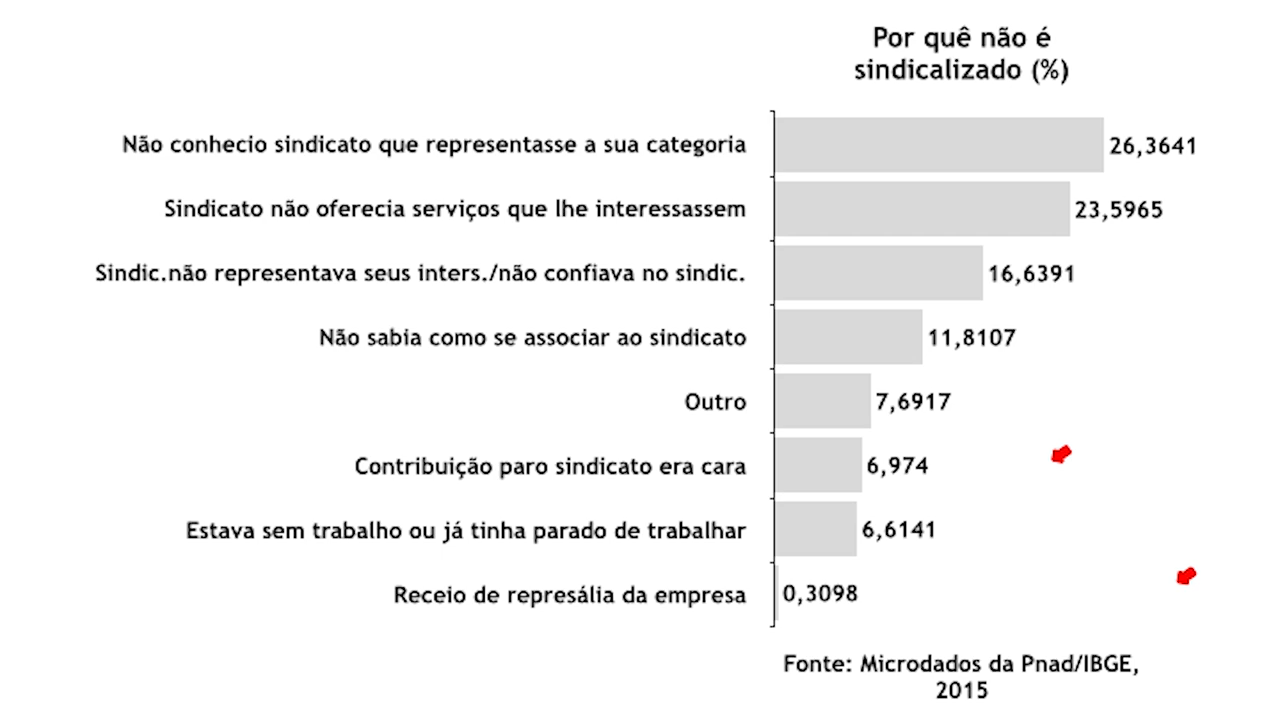 Por quê não é
sindicalizado (%)
Não conhecio sindicato que representasse a sua categoria 26,3641
Sindicato não oferecia serviços que lhe interessassem 23,5965
Sindic.não representava seus inters./não confiava no sindic. 16,6391
Não sabia como se associar ao sindicato 11,8107
Outro 7,6917
Contribuição paro sindicato era cara 6,974
Estava sem trabalho ou já tinha parado de trabalhar 6,6141
Receio de represália da empresa 0,3098
Fonte: Microdados da Pnad/IBGE,
2015